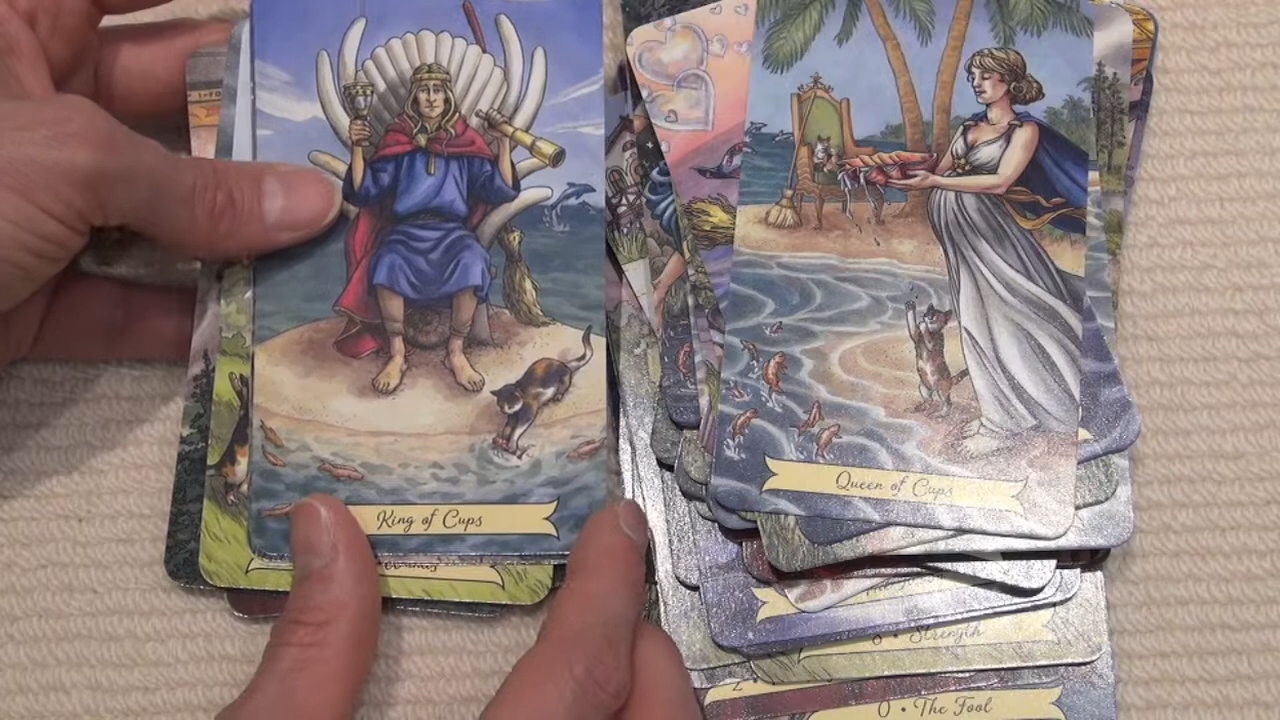 King of Cups
Queen of Cups
8 • Strength
0 • The Fool